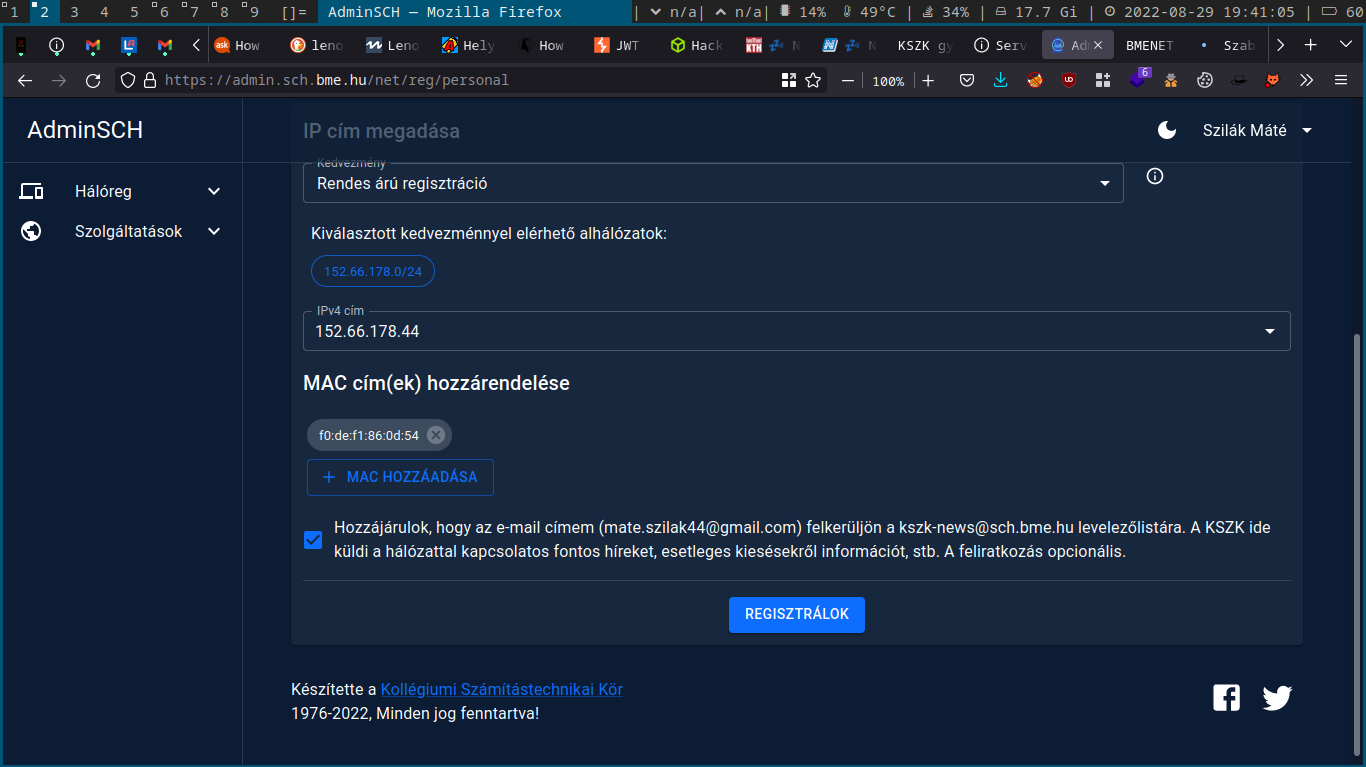 1 2 3 4 5 6 7 8 9 []= AdminSCH — Mozilla Firefox | n/a| n/a| 14% | 49°C | 34% | 17.7 Gi | 2022-08-29 19:41:05 | 60
How leno Leno Hely How JWT Hack N N KSZK gy Serv Adr BMENET Szab
https://admin.sch.bme.hu/net/reg/personal 100% 6
AdminSCH
IP cím megadása
Szilák Máté
Hálóreg
Szolgáltatások
Kedvezmény
Rendes árú regisztráció
Kiválasztott kedvezménnyel elérhető alhálózatok:
152.66.178.0/24
IPv4 cím
152.66.178.44
MAC cím(ek) hozzárendelése
f0:de:f1:86:0d:54
+ MAC HOZZÁADÁSA
Hozzájárulok, hogy az e-mail címem (mate.szilak44@gmail.com) felkerüljön a kszk-news@sch.bme.hu levelezőlistára. A KSZK ide
küldi a hálózattal kapcsolatos fontos híreket, esetleges kiesésekről információt, stb. A feliratkozás opcionális.
REGISZTRÁLOK
Készítette a Kollégiumi Számítástechnikai Kör
1976-2022, Minden jog fenntartva!